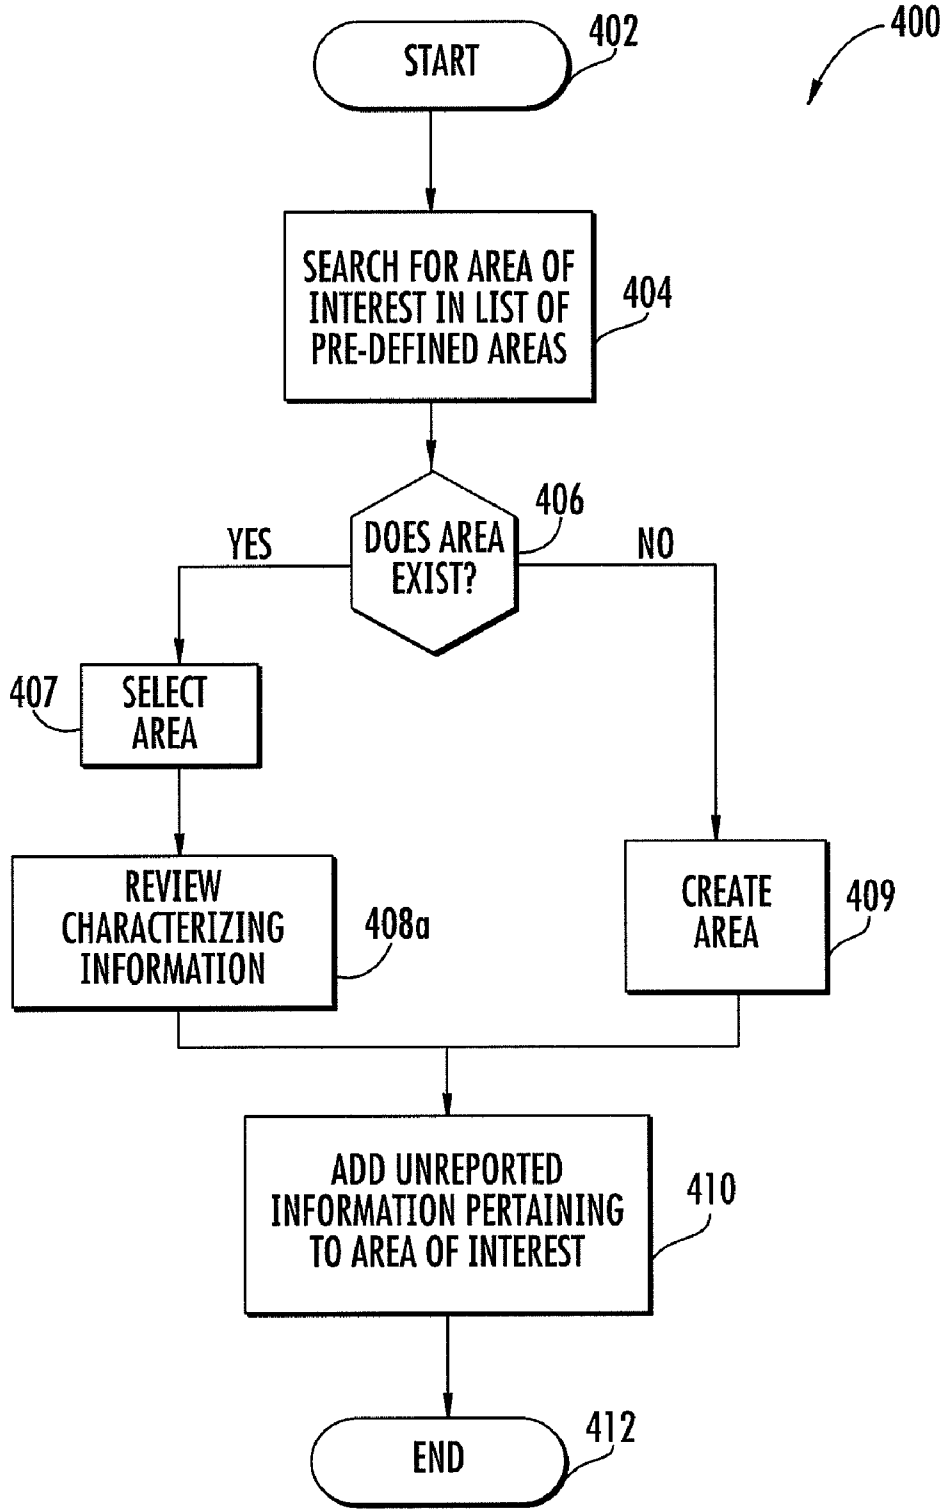 400
START
402
SEARCH FOR AREA OF
INTEREST IN LIST OF
PRE-DEFINED AREAS
404
DOES AREA
EXIST?
406
YES
NO
SELECT
AREA
407
REVIEW
CHARACTERIZING
INFORMATION
408a
CREATE
AREA
409
ADD UNREPORTED
INFORMATION PERTAINING
TO AREA OF INTEREST
410
END
412